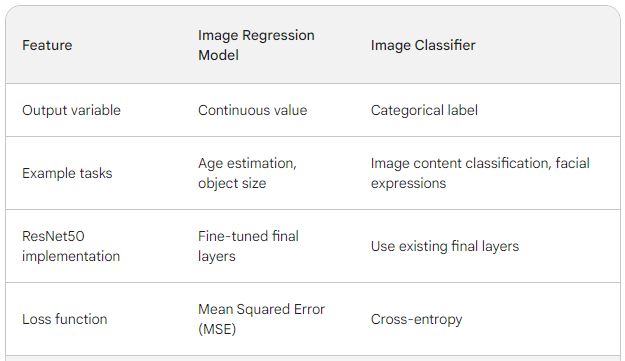 Feature
Image Regression
Model
Image Classifier
Output variable
Continuous value
Categorical label
Example tasks
Age estimation,
object size
Image content classification, facial
expressions
ResNet50
implementation
Fine-tuned final
layers
Use existing final layers
Loss function
Mean Squared Error
(MSE)
Cross-entropy